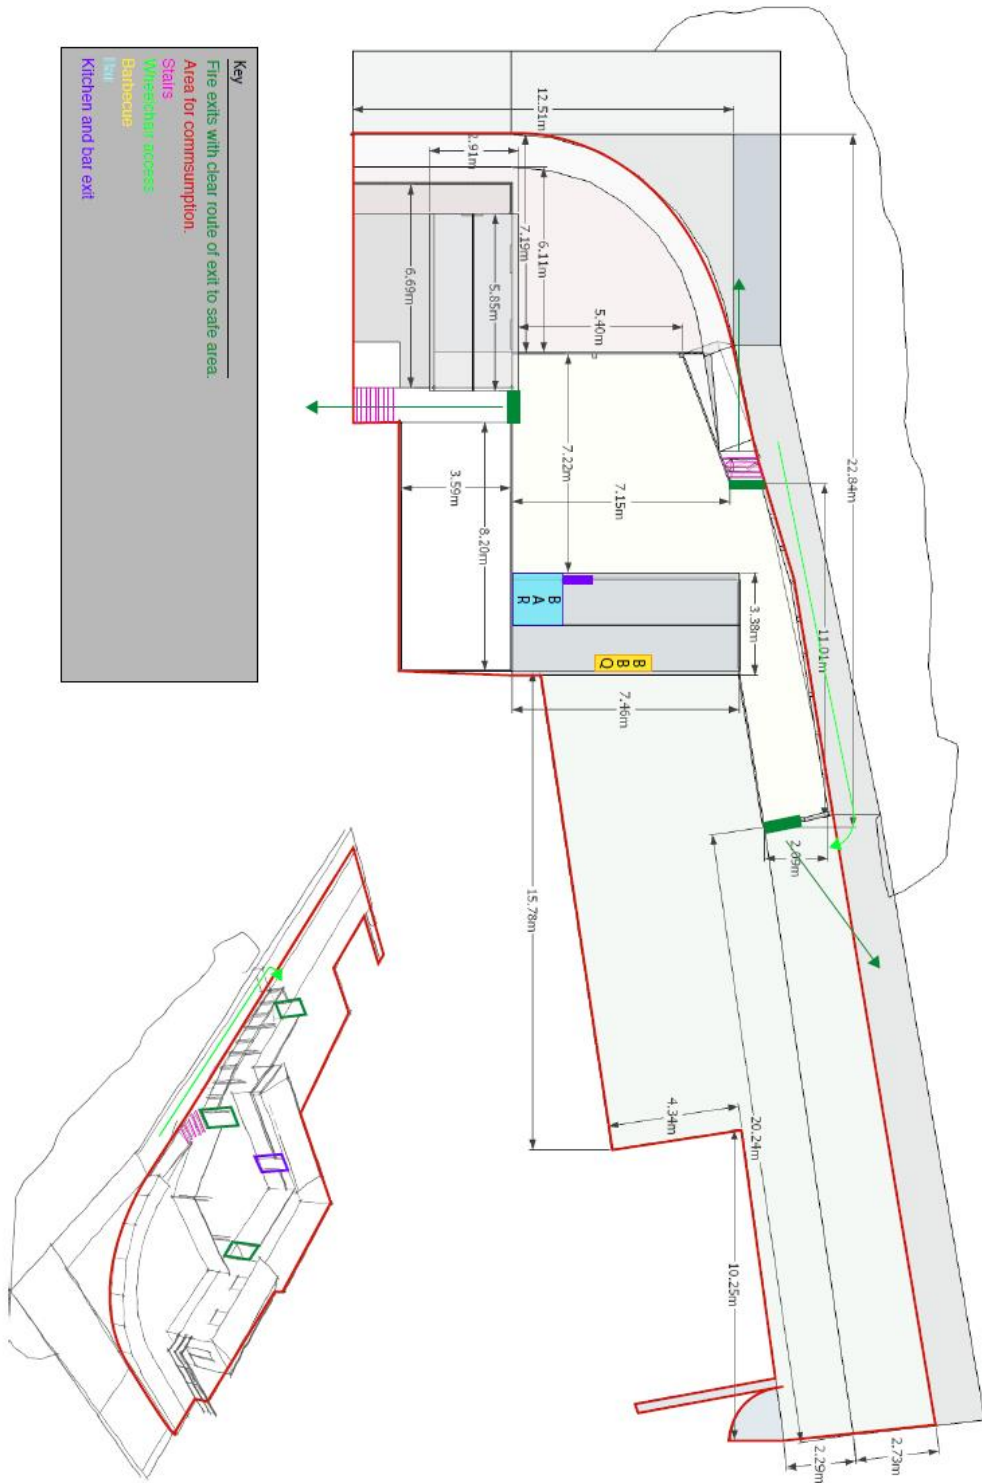 Key
Fire exits with clear route of exit to safe area.
Area for commsumption.
Stairs
Wheelchair access
Barbecue
Kitchen and bar exit
12.51m
2.91m
7.19m
6.11m
5.85m
6.69m
5.40m
22.84m
7.22m
7.15m
3.59m
8.20m
11.01m
3.38m
BAR
BBQ
7.46m
2.09m
15.78m
4.34m
20.24m
10.25m
2.29m
2.73m